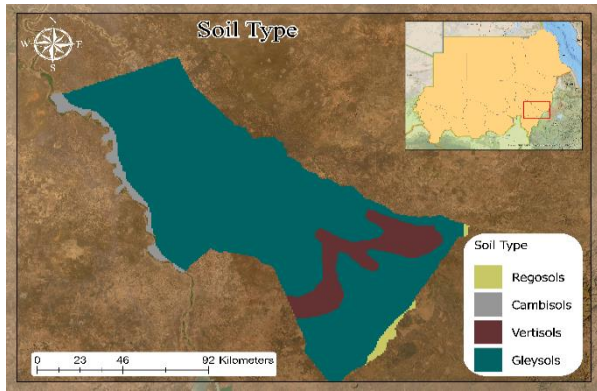 Soil Type
N
W E
S
Soil Type
Regosols
Cambisols
Vertisols
Gleysols
0 23 46 92 Kilometers